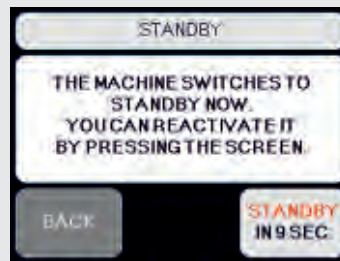 STANDBY
THE MACHINE SWITCHES TO
STANDBY NOW.
YOU CAN REACTIVATE IT
BY PRESSING THE SCREEN.
BACK
STANDBY
IN 9 SEC